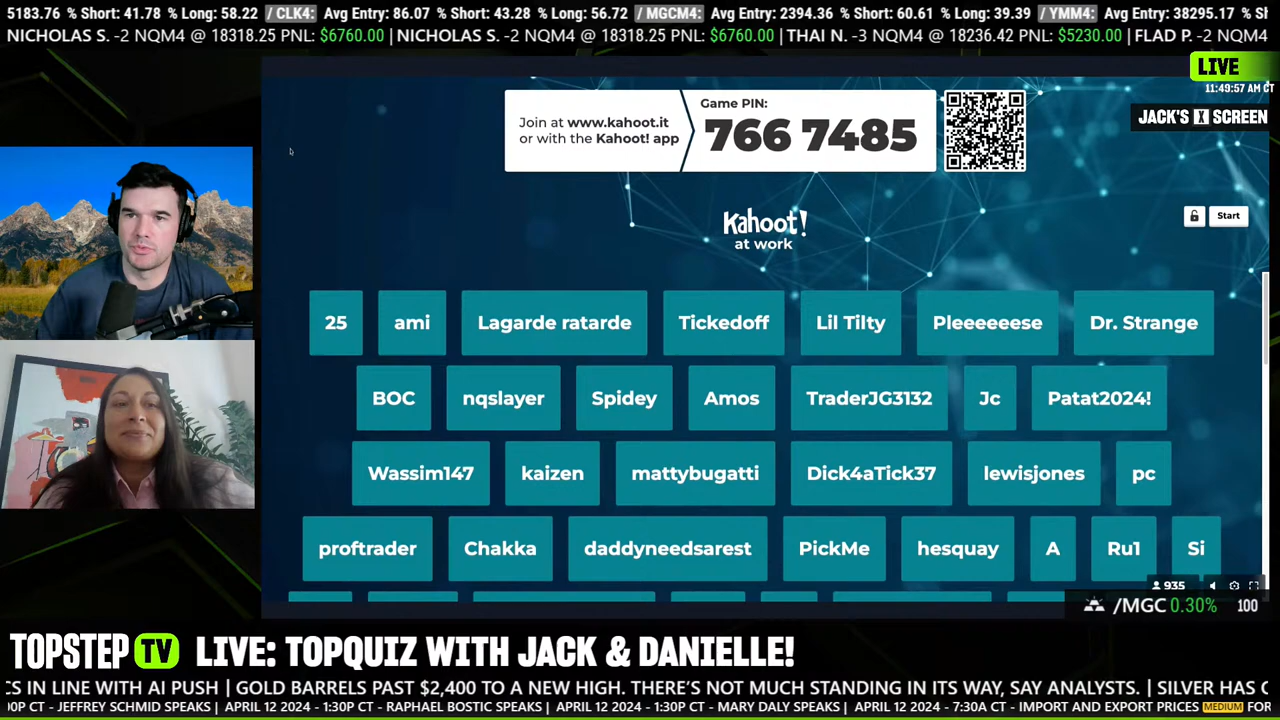 5183.76 % Short: 41.78 % Long: 58.22 / CLK4: Avg Entry: 86.07 % Short: 43.28 % Long: 56.72 / MGCM4: Avg Entry: 2394.36 % Short: 60.61 % Long: 39.39 / YMM4: Avg Entry: 38295.17 % Sh
NICHOLAS S. -2 NQM4 @ 18318.25 PNL: $6760.00 | NICHOLAS S. -2 NQM4 @ 18318.25 PNL: $6760.00 | THAI N. -3 NQM4 @ 18236.42 PNL: $5230.00 | FLAD P. -2 NQM4
LIVE
11:49:57 AM CT
JACK'S X SCREEN
Join at www.kahoot.it
or with the Kahoot! app
Game PIN:
766 7485
Kahoot!
at work
Start
25 ami Lagarde ratarde Tickedoff Lil Tilty Pleeeeeese Dr. Strange
BOC nqslayer Spidey Amos TraderJG3132 Jc Patat2024!
Wassim147 kaizen mattybugatti Dick4aTick37 lewisjones pc
proftrader Chakka daddyneedsarest PickMe hesquay A Ru1 Si
935
/MGC 0.30% 100
TOPSTEP TV LIVE: TOPQUIZ WITH JACK & DANIELLE!
CS IN LINE WITH AI PUSH | GOLD BARRELS PAST $2,400 TO A NEW HIGH. THERE'S NOT MUCH STANDING IN ITS WAY, SAY ANALYSTS. | SILVER HAS
0PM CT - JEFFREY SCHMID SPEAKS | APRIL 12 2024 - 1:30P CT - RAPHAEL BOSTIC SPEAKS | APRIL 12 2024 - 1:30P CT - MARY DALY SPEAKS | APRIL 12 2024 - 7:30A CT - IMPORT AND EXPORT PRICES MEDIUM FOR